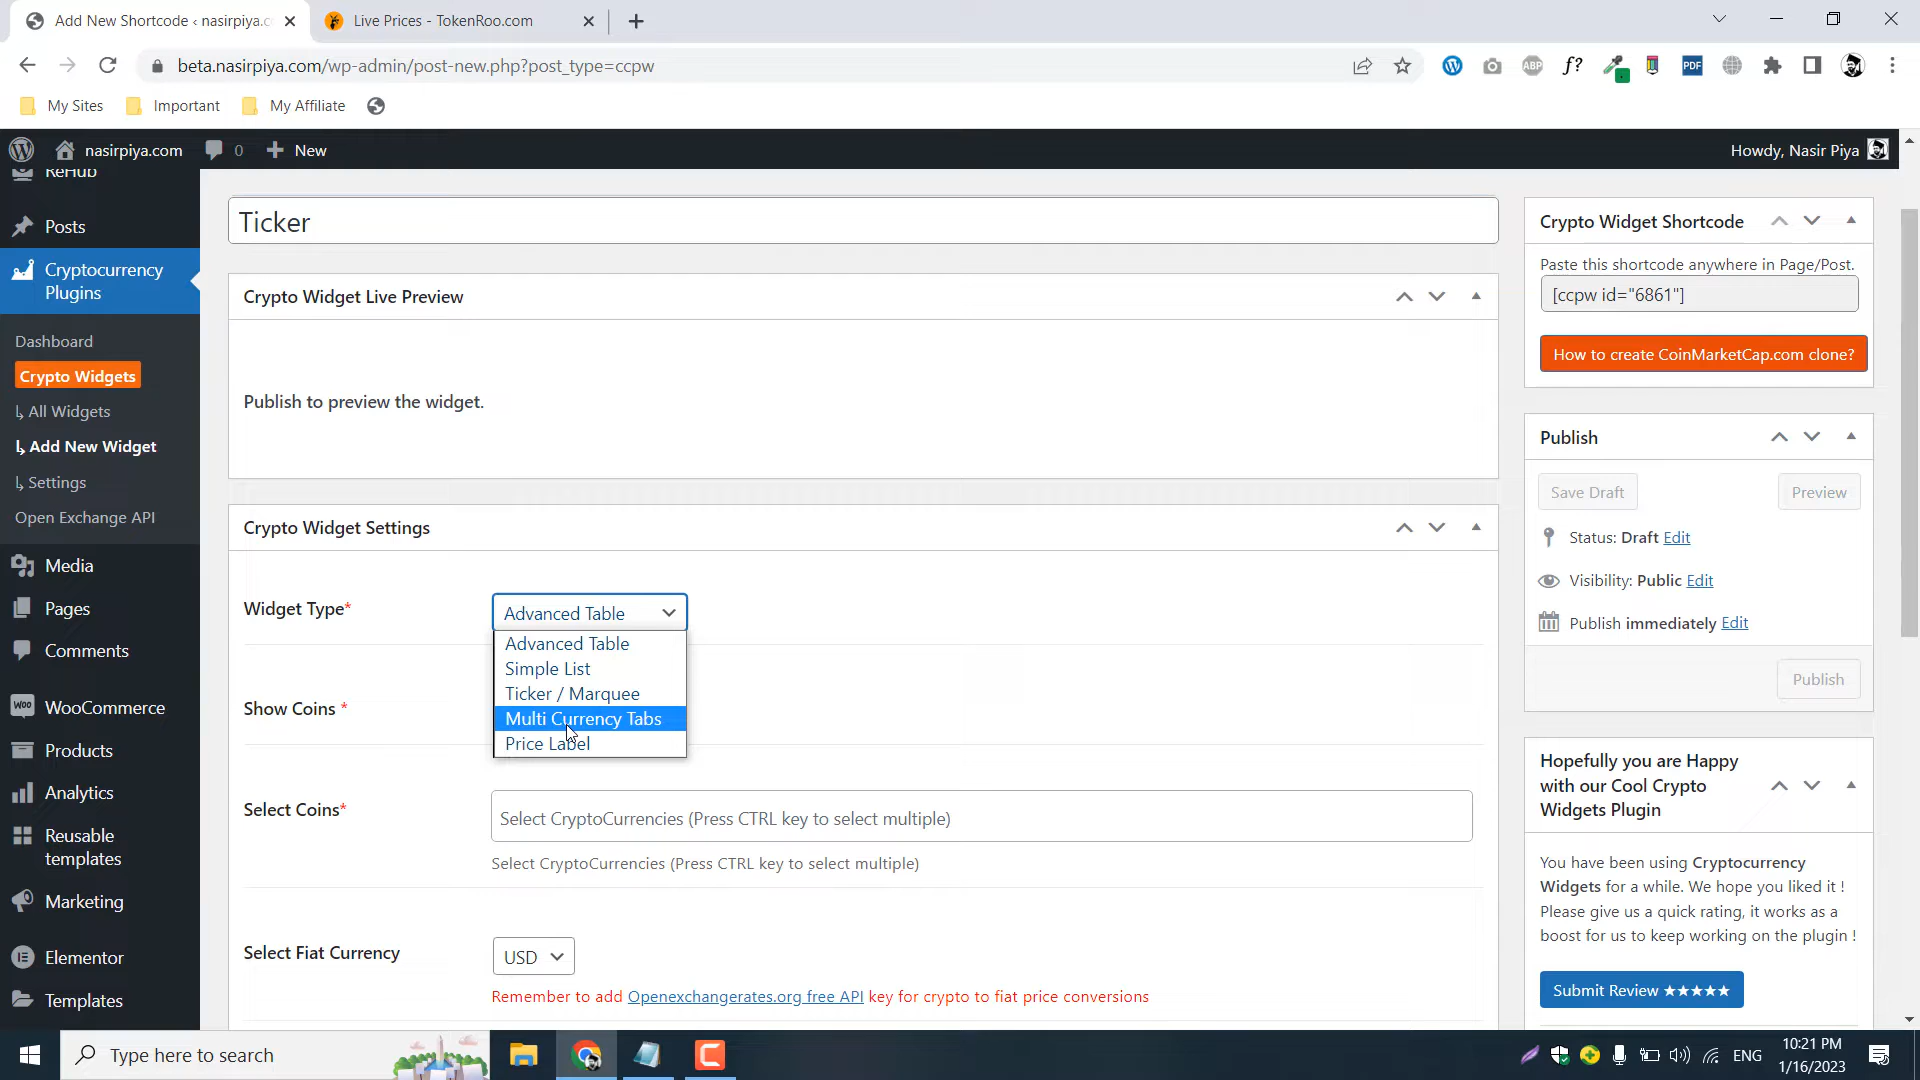 Add New Shortcode ‹ nasirpiya.c
Live Prices - TokenRoo.com
beta.nasirpiya.com/wp-admin/post-new.php?post_type=ccpw
ABP
f?
PDF
My Sites
Important
My Affiliate
nasirpiya.com
0
New
Howdy, Nasir Piya
ReHub
Posts
Cryptocurrency
Plugins
Dashboard
Crypto Widgets
↳ All Widgets
↳ Add New Widget
↳ Settings
Open Exchange API
Media
Pages
Comments
WooCommerce
Products
Analytics
Reusable
templates
Marketing
Elementor
Templates
Ticker
Crypto Widget Live Preview
Publish to preview the widget.
Crypto Widget Settings
Widget Type*
Advanced Table
Advanced Table
Simple List
Ticker / Marquee
Multi Currency Tabs
Price Label
Show Coins *
Select Coins*
Select CryptoCurrencies (Press CTRL key to select multiple)
Select CryptoCurrencies (Press CTRL key to select multiple)
Select Fiat Currency
USD
Remember to add Openexchangerates.org free API key for crypto to fiat price conversions
Crypto Widget Shortcode
Paste this shortcode anywhere in Page/Post.
[ccpw id="6861"]
How to create CoinMarketCap.com clone?
Publish
Save Draft
Preview
Status: Draft Edit
Visibility: Public Edit
Publish immediately Edit
Publish
Hopefully you are Happy
with our Cool Crypto
Widgets Plugin
You have been using Cryptocurrency
Widgets for a while. We hope you liked it !
Please give us a quick rating, it works as a
boost for us to keep working on the plugin !
Submit Review ★★★★★
Type here to search
ENG
10:21 PM
1/16/2023